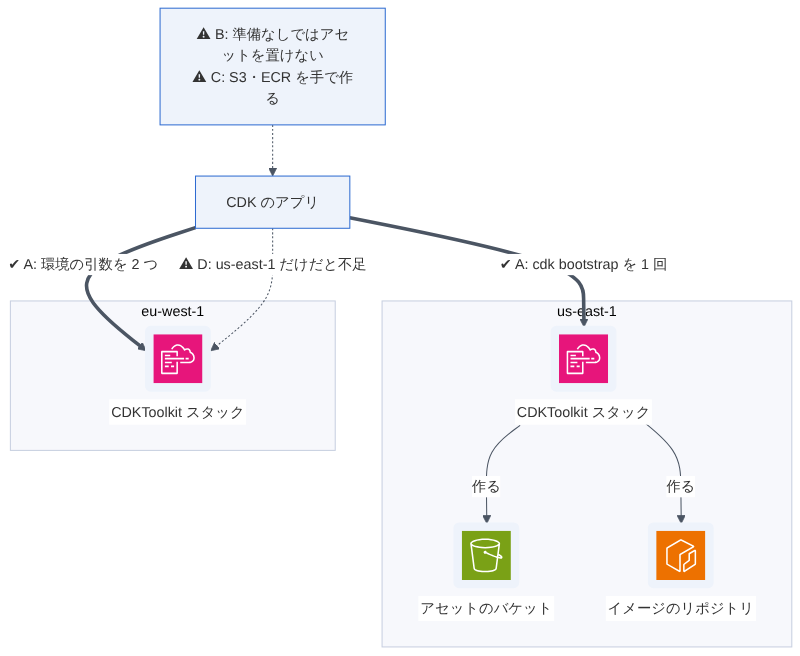 ⚠ B: 準備なしではアセ
ットを置けない
⚠ C: S3・ECR を手で作
る
CDK のアプリ
✔ A: 環境の引数を 2 つ
⚠ D: us-east-1 だけだと不足
✔ A: cdk bootstrap を 1 回
eu-west-1
us-east-1
CDKToolkit スタック
CDKToolkit スタック
作る
作る
アセットのバケット
イメージのリポジトリ